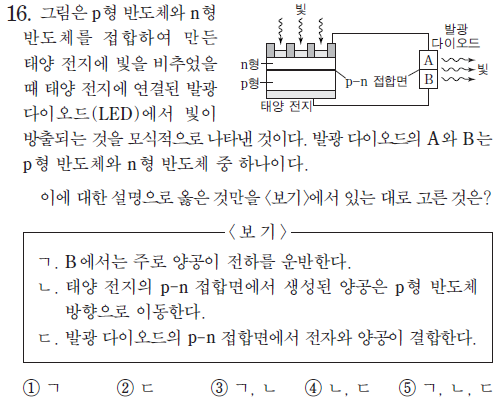 16. 그림은 p형 반도체와 n형
반도체를 접합하여 만든
태양 전지에 빛을 비추었을
때 태양 전지에 연결된 발광
다이오드(LED)에서 빛이
방출되는 것을 모식적으로 나타낸 것이다. 발광 다이오드의 A와 B는
p형 반도체와 n형 반도체 중 하나이다.
빛
발광
다이오드
n형
p형
A
B
빛
p-n 접합면
태양 전지
이에 대한 설명으로 옳은 것만을 〈보기〉에서 있는 대로 고른 것은?
〈보 기〉
ㄱ. B에서는 주로 양공이 전하를 운반한다.
ㄴ. 태양 전지의 p-n 접합면에서 생성된 양공은 p형 반도체
방향으로 이동한다.
ㄷ. 발광 다이오드의 p-n 접합면에서 전자와 양공이 결합한다.
① ㄱ ② ㄷ ③ ㄱ, ㄴ ④ ㄴ, ㄷ ⑤ ㄱ, ㄴ, ㄷ